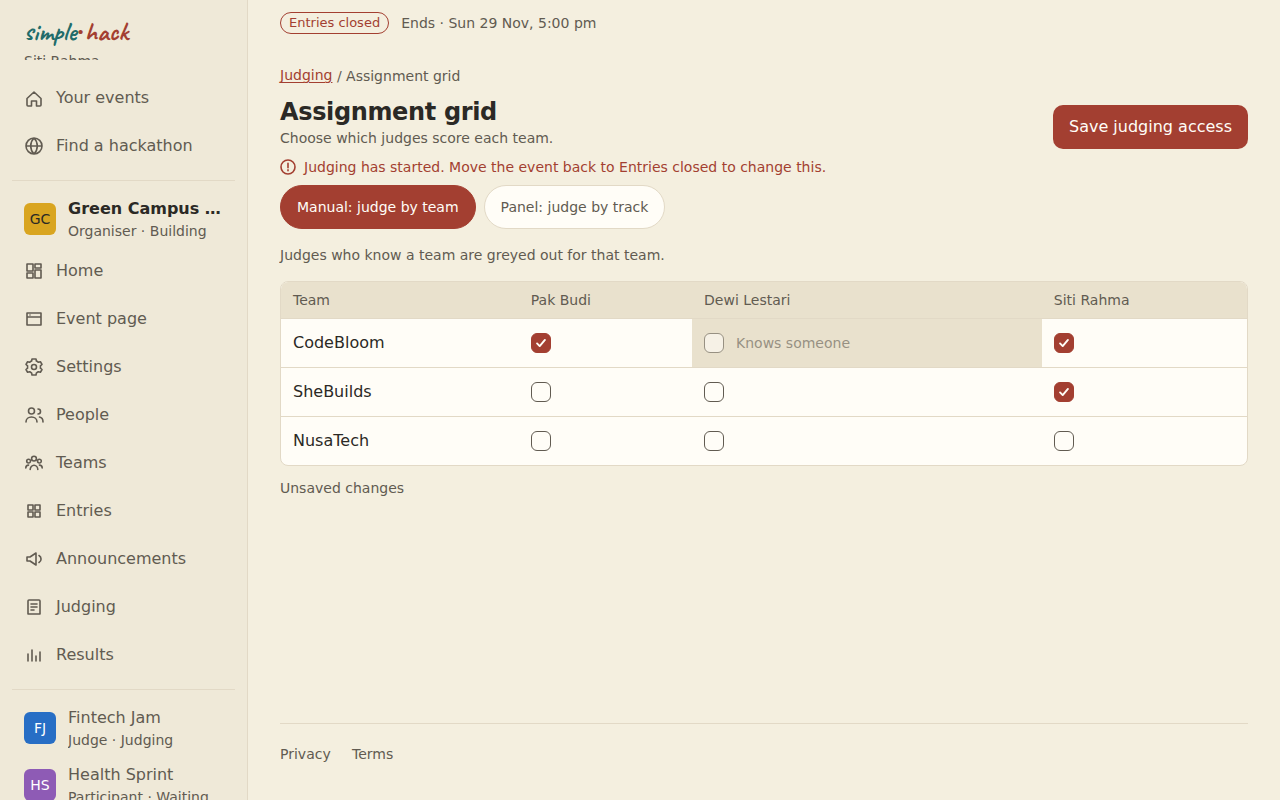 simple·hack
Siti Rahma
Your events
Find a hackathon
GC
Green Campus …
Organiser · Building
Home
Event page
Settings
People
Teams
Entries
Announcements
Judging
Results
FJ
Fintech Jam
Judge · Judging
HS
Health Sprint
Participant · Waiting
Entries closed
Ends · Sun 29 Nov, 5:00 pm
Judging / Assignment grid
Assignment grid
Choose which judges score each team.
Save judging access
Judging has started. Move the event back to Entries closed to change this.
Manual: judge by team
Panel: judge by track
Judges who know a team are greyed out for that team.
Team Pak Budi Dewi Lestari Siti Rahma
CodeBloom Knows someone
SheBuilds
NusaTech
Unsaved changes
Privacy Terms